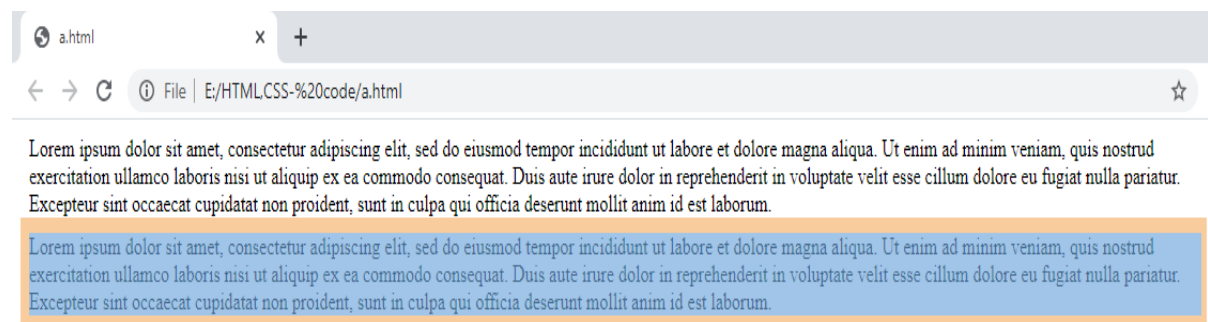 a.html
File E:/HTML,CSS-%20code/a.html
Lorem ipsum dolor sit amet, consectetur adipiscing elit, sed do eiusmod tempor incididunt ut labore et dolore magna aliqua. Ut enim ad minim veniam, quis nostrud
exercitation ullamco laboris nisi ut aliquip ex ea commodo consequat. Duis aute irure dolor in reprehenderit in voluptate velit esse cillum dolore eu fugiat nulla pariatur.
Excepteur sint occaecat cupidatat non proident, sunt in culpa qui officia deserunt mollit anim id est laborum.
Lorem ipsum dolor sit amet, consectetur adipiscing elit, sed do eiusmod tempor incididunt ut labore et dolore magna aliqua. Ut enim ad minim veniam, quis nostrud
exercitation ullamco laboris nisi ut aliquip ex ea commodo consequat. Duis aute irure dolor in reprehenderit in voluptate velit esse cillum dolore eu fugiat nulla pariatur.
Excepteur sint occaecat cupidatat non proident, sunt in culpa qui officia deserunt mollit anim id est laborum.